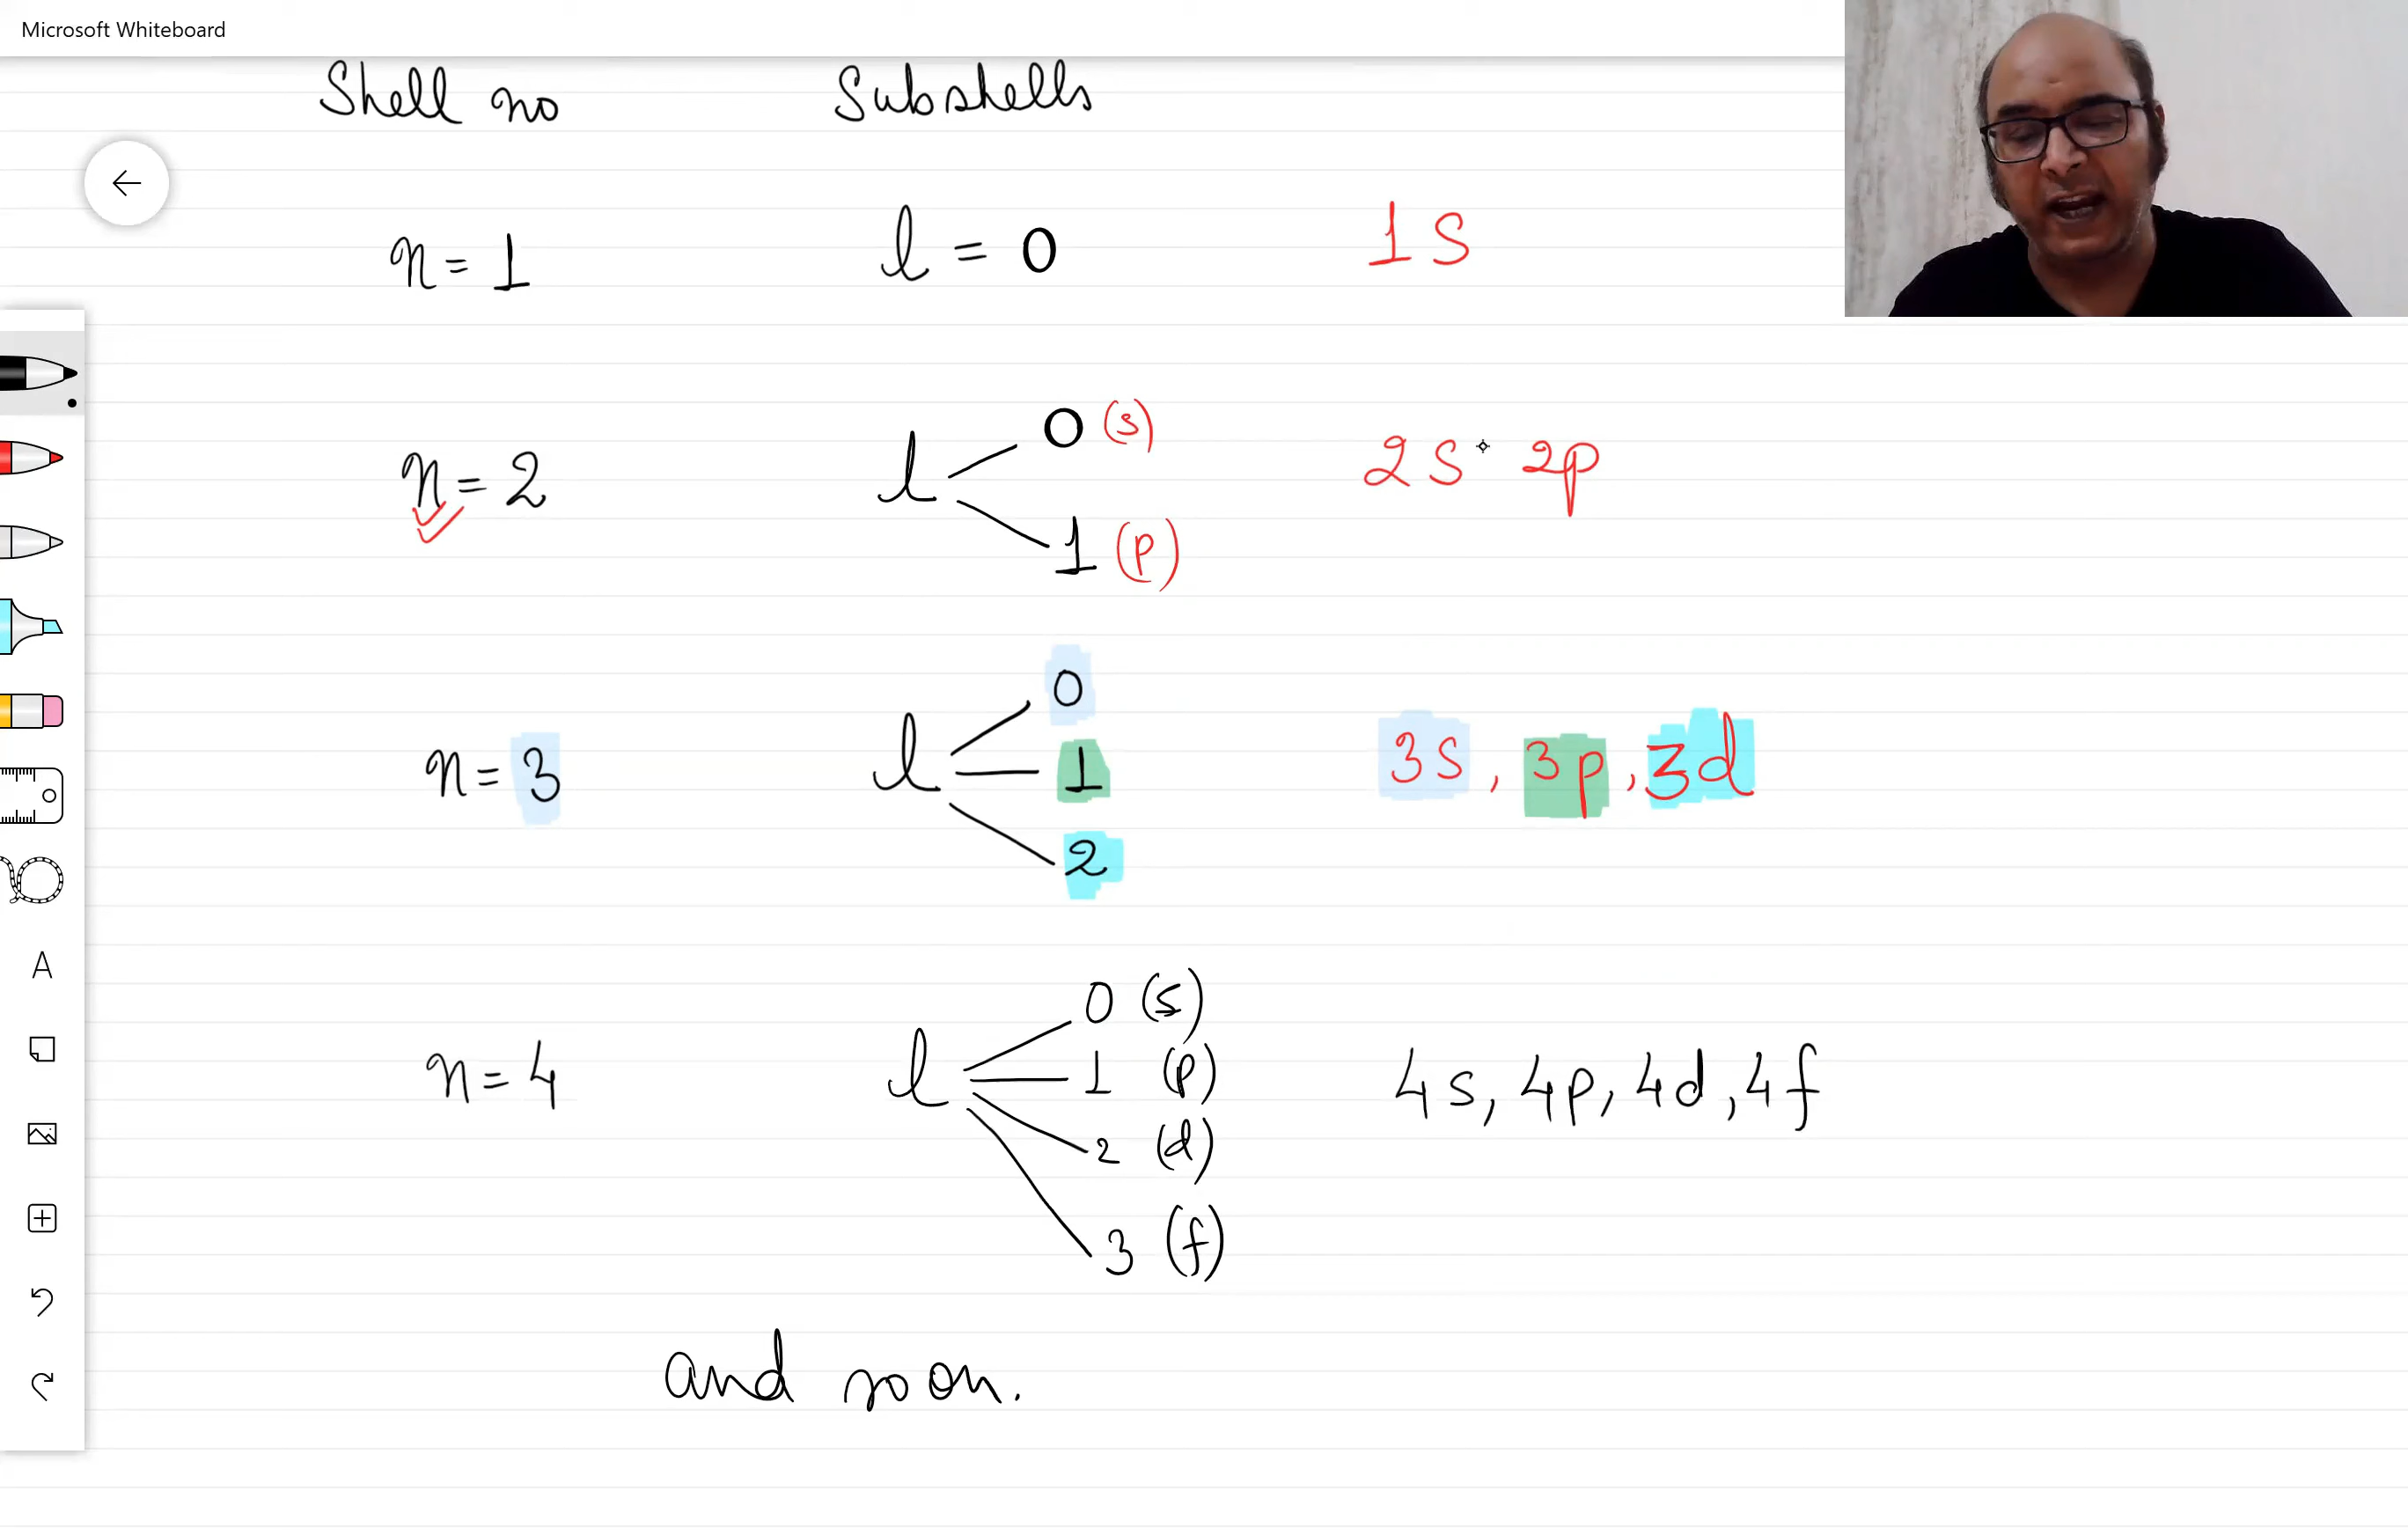 Microsoft Whiteboard
Shell no Subshells
n = 1 l = 0 1s
0 (s)
n = 2 l 2s 2p
1 (p)
0
n = 3 l 1 3s, 3p, 3d
2
0 (s)
n = 4 l 1 (p) 4s, 4p, 4d, 4f
2 (d)
3 (f)
and so on.
A